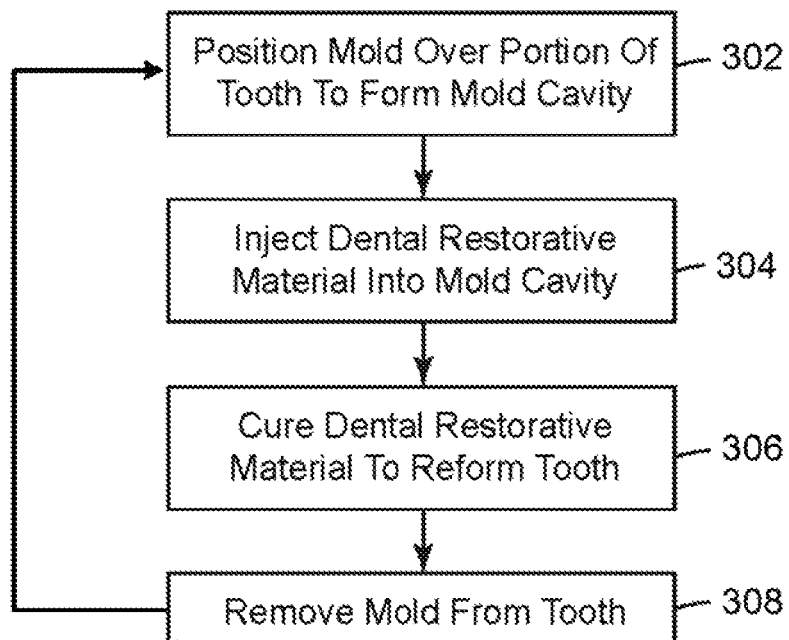 Position Mold Over Portion Of
Tooth To Form Mold Cavity
302
Inject Dental Restorative
Material Into Mold Cavity
304
Cure Dental Restorative
Material To Reform Tooth
306
Remove Mold From Tooth
308